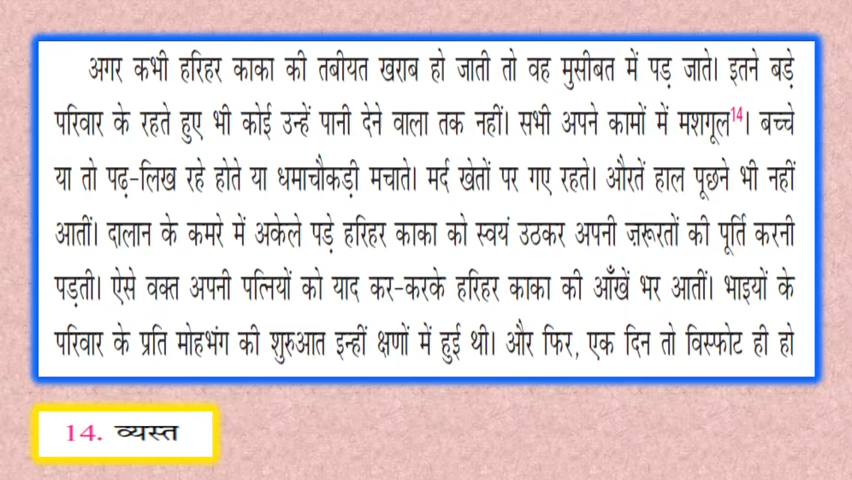 अगर कभी हरिहर काका की तबीयत खराब हो जाती तो वह मुसीबत में पड़ जाते। इतने बड़े
परिवार के रहते हुए भी कोई उन्हें पानी देने वाला तक नहीं। सभी अपने कामों में मशगूल14। बच्चे
या तो पढ़-लिख रहे होते या धमाचौकड़ी मचाते। मर्द खेतों पर गए रहते। औरतें हाल पूछने भी नहीं
आतीं। दालान के कमरे में अकेले पड़े हरिहर काका को स्वयं उठकर अपनी ज़रूरतों की पूर्ति करनी
पड़ती। ऐसे वक्त अपनी पत्नियों को याद कर-करके हरिहर काका की आँखें भर आतीं। भाइयों के
परिवार के प्रति मोहभंग की शुरुआत इन्हीं क्षणों में हुई थी। और फिर, एक दिन तो विस्फोट ही हो
14. व्यस्त